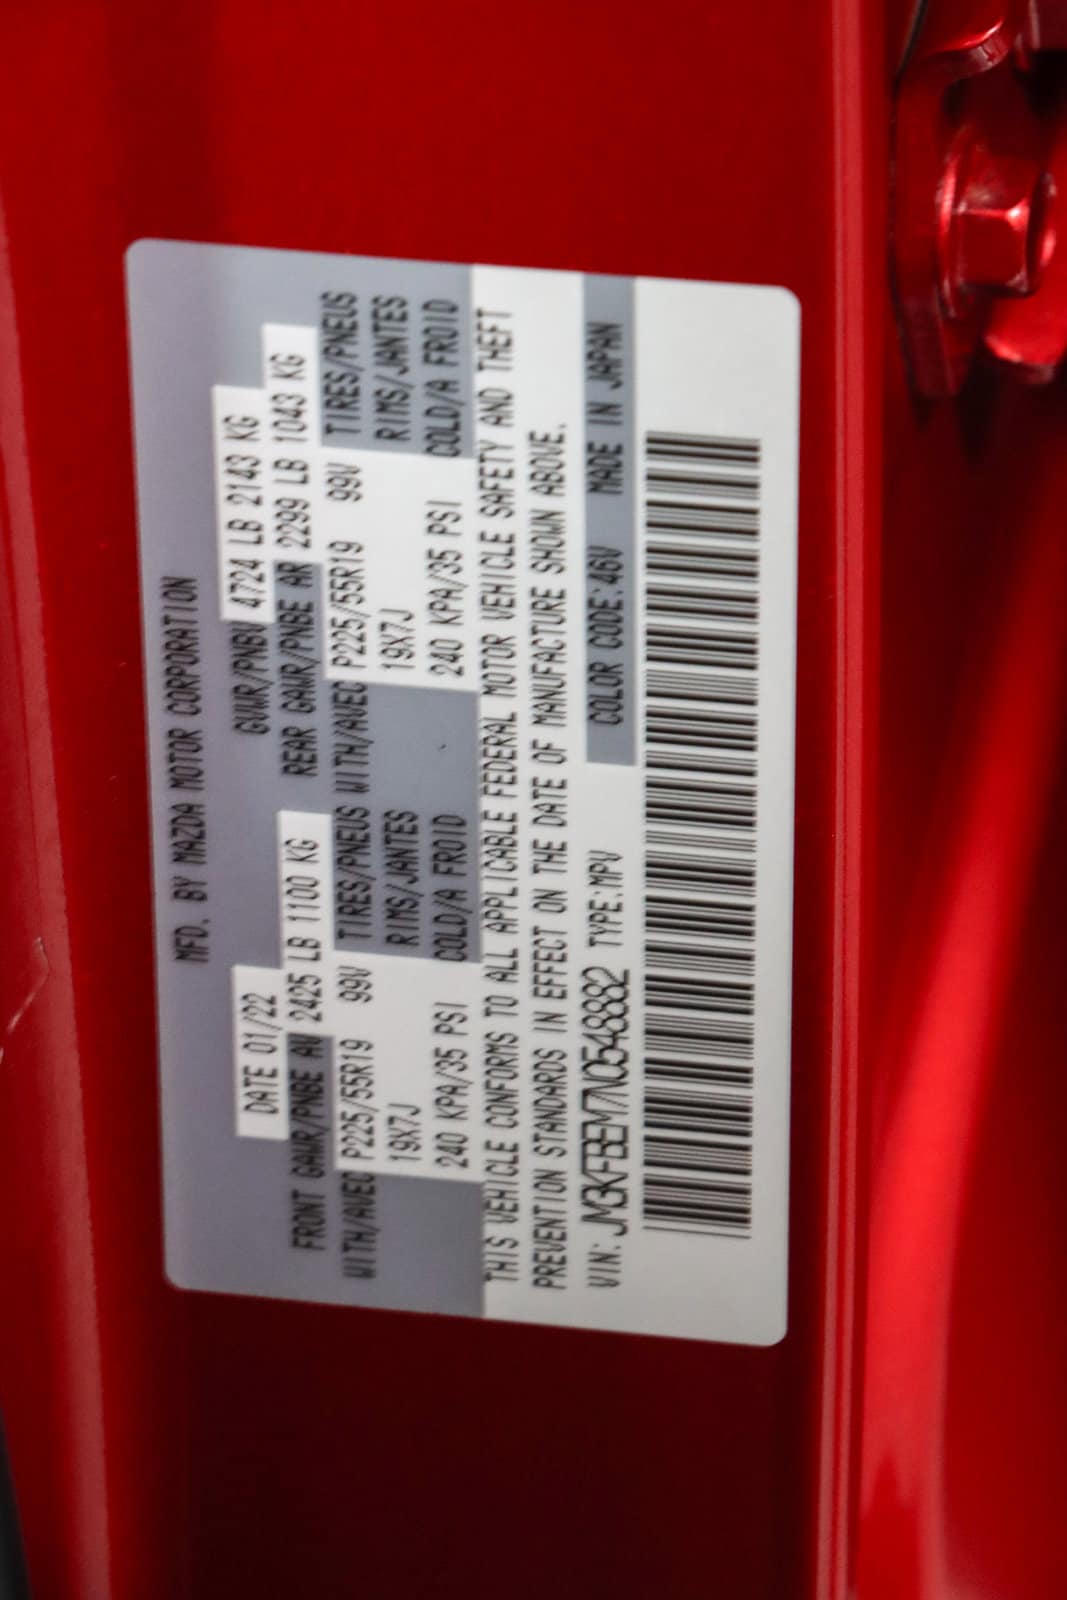 MFD. BY MAZDA MOTOR CORPORATION
DATE 01/22 GVWR/PNBV 4724 LB 2143 KG
FRONT GAWR/PNBE AV 2425 LB 1100 KG REAR GAIR/PNBE AR 2299 LB 1043 KG
WITH/AVEC P225/55R19 99V TIRES/PNEUS WITH/AVEC P225/55R19 99V TIRES/PNEUS
19X7J RIMS/JANTES 19X7J RIMS/JANTES
240 KPA/35 PSI COLD/A FROID 240 KPA/35 PSI COLD/A FROID
THIS VEHICLE CONFORMS TO ALL APPLICABLE FEDERAL MOTOR VEHICLE SAFETY AND THEFT
PREVENTION STANDARDS IN EFFECT ON THE DATE OF MANUFACTURE SHOWN ABOVE.
VIN: JM3KFBEM7N0548882 TYPE:MPV COLOR CODE:46V MADE IN JAPAN